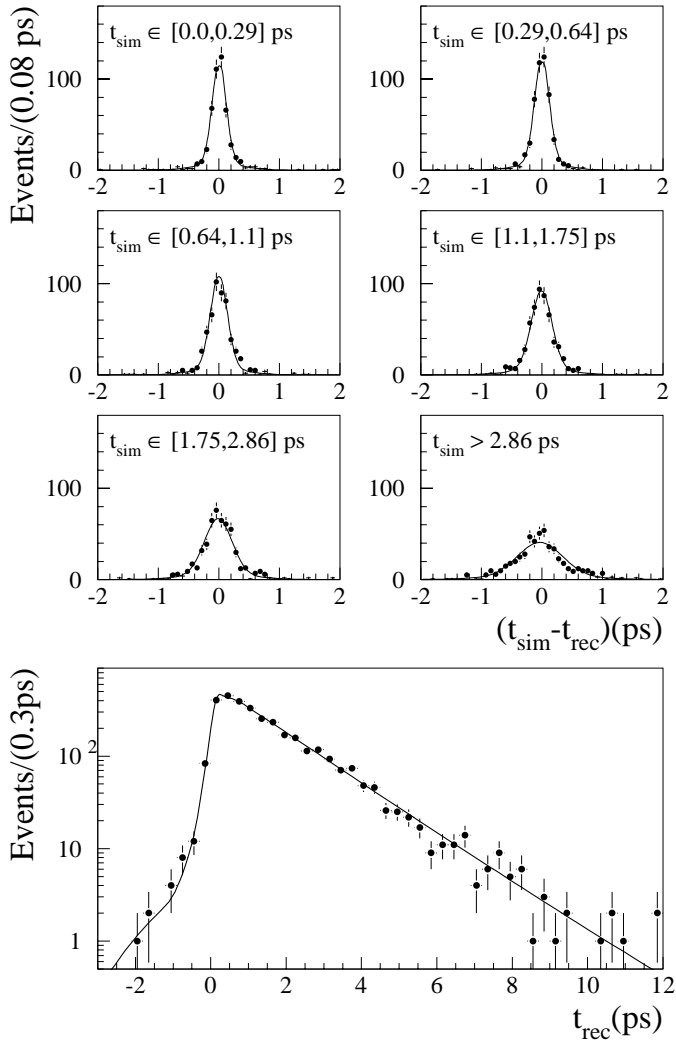 Events/(0.08 ps)
t_sim ∈ [0.0,0.29] ps
t_sim ∈ [0.29,0.64] ps
100
0
-2 -1 0 1 2
100
0
-2 -1 0 1 2
t_sim ∈ [0.64,1.1] ps
t_sim ∈ [1.1,1.75] ps
100
0
-2 -1 0 1 2
100
0
-2 -1 0 1 2
t_sim ∈ [1.75,2.86] ps
t_sim > 2.86 ps
100
0
-2 -1 0 1 2
100
0
-2 -1 0 1 2
(t_sim-t_rec)(ps)
Events/(0.3ps)
10^2
10
1
-2 0 2 4 6 8 10 12
t_rec(ps)